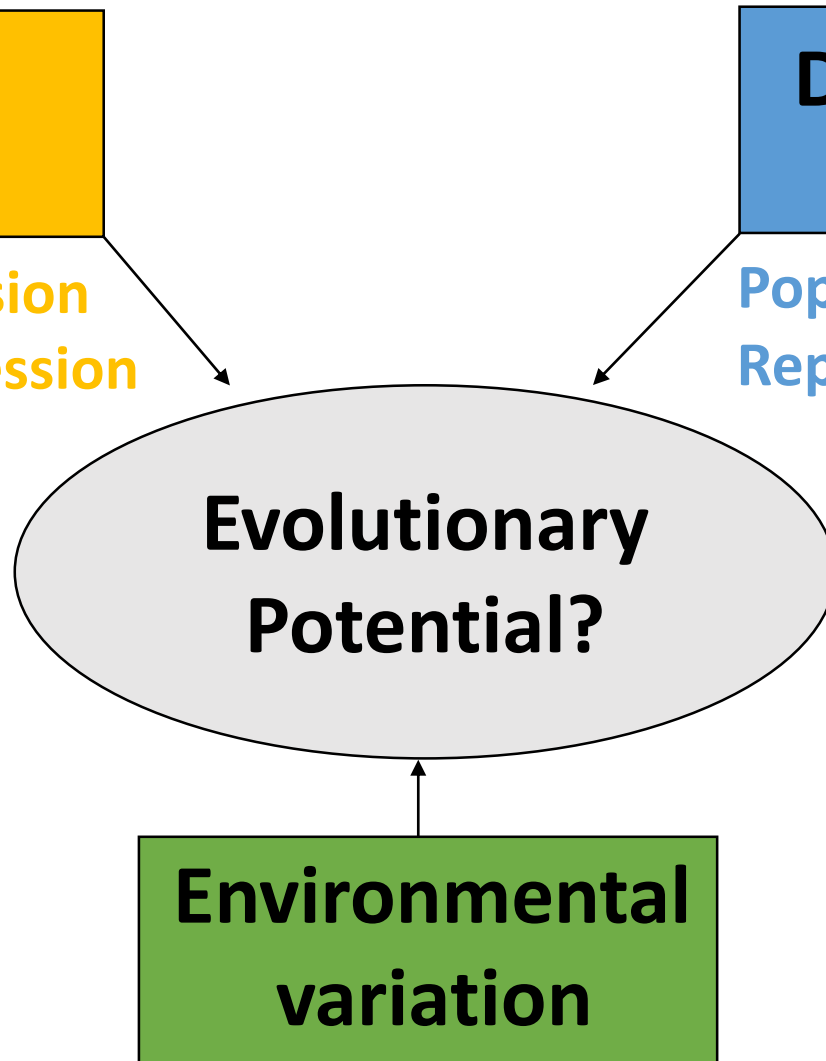 D
sion
ession
Pop
Rep
Evolutionary
Potential?
Environmental
variation